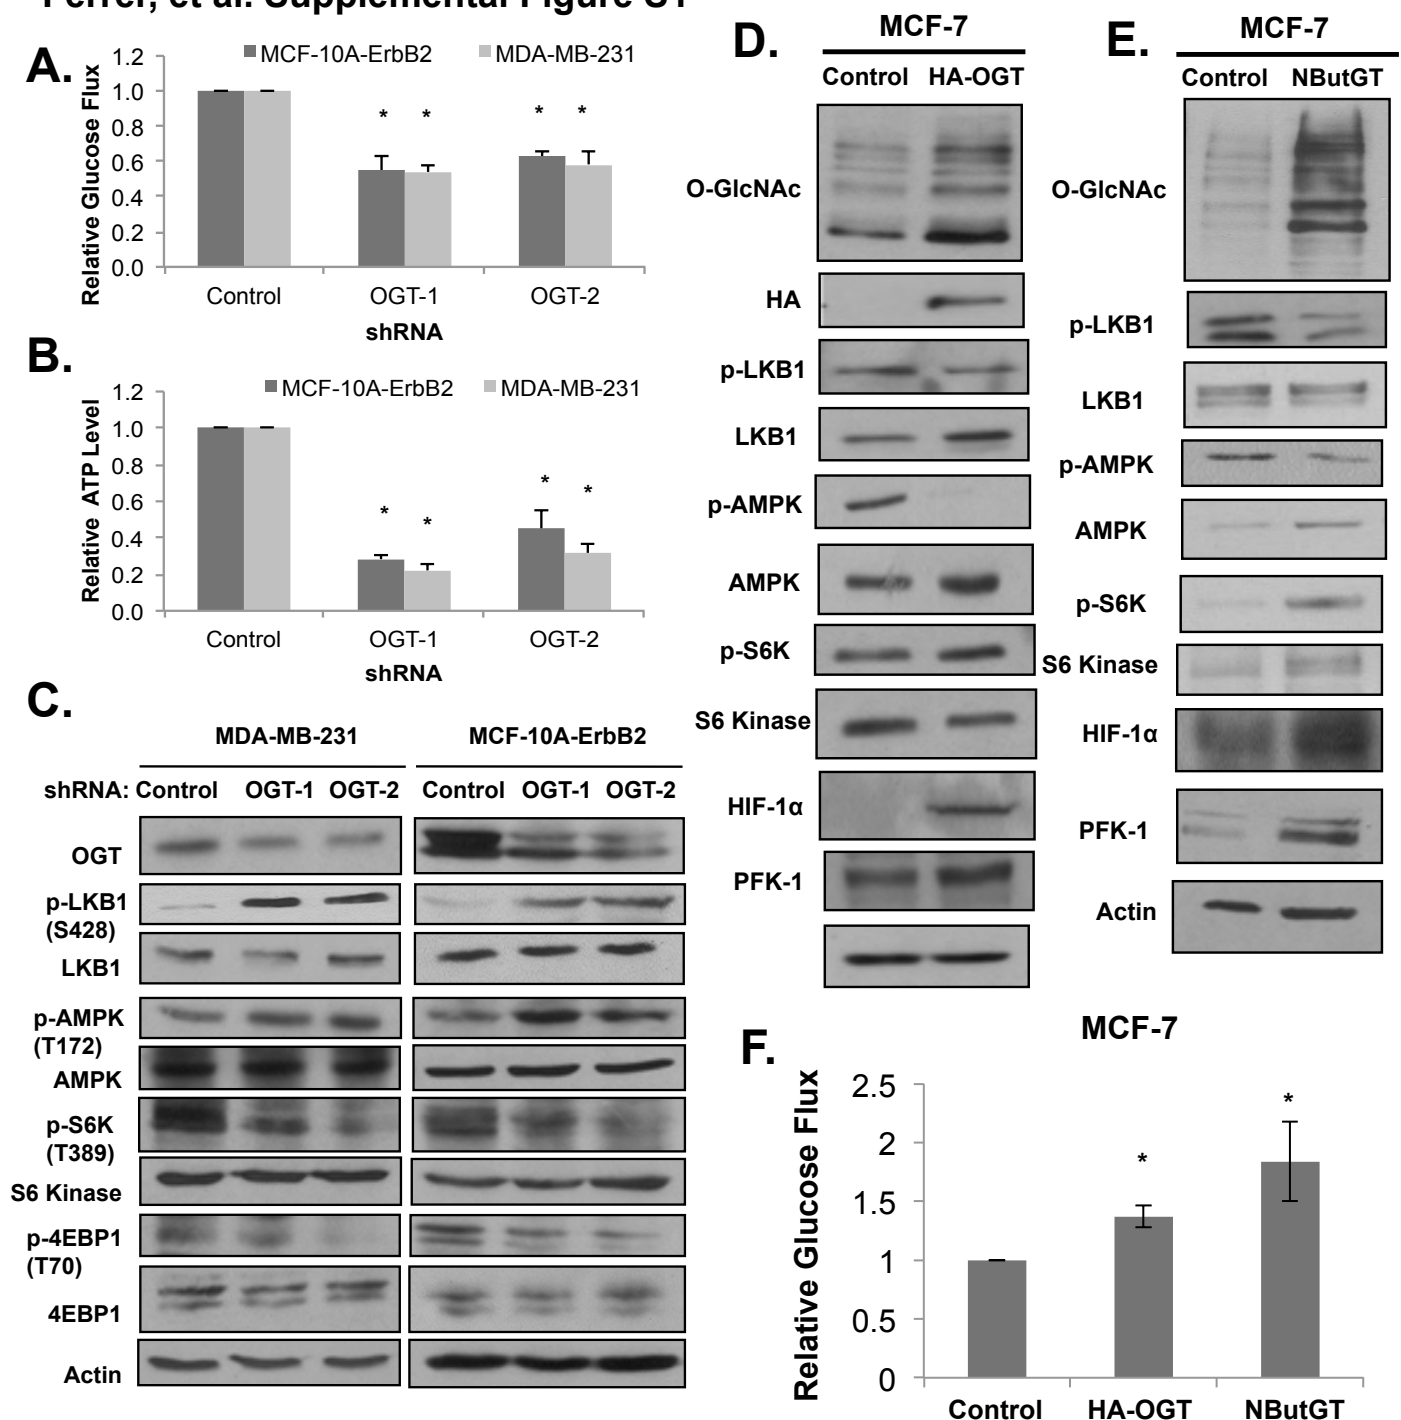 Ferrer, et al. Supplemental Figure S1
A.
MCF-10A-ErbB2 MDA-MB-231
Relative Glucose Flux
1.2
1.0
0.8
0.6
0.4
0.2
0.0
* * * *
Control OGT-1 OGT-2
shRNA
B.
MCF-10A-ErbB2 MDA-MB-231
Relative ATP Level
1.2
1.0
0.8
0.6
0.4
0.2
0.0
* * * *
Control OGT-1 OGT-2
shRNA
C.
MDA-MB-231 MCF-10A-ErbB2
shRNA: Control OGT-1 OGT-2 Control OGT-1 OGT-2
OGT
p-LKB1
(S428)
LKB1
p-AMPK
(T172)
AMPK
p-S6K
(T389)
S6 Kinase
p-4EBP1
(T70)
4EBP1
Actin
D.
MCF-7
Control HA-OGT
O-GlcNAc
HA
p-LKB1
LKB1
p-AMPK
AMPK
p-S6K
S6 Kinase
HIF-1α
PFK-1
E.
MCF-7
Control NButGT
O-GlcNAc
p-LKB1
LKB1
p-AMPK
AMPK
p-S6K
S6 Kinase
HIF-1α
PFK-1
Actin
F.
MCF-7
Relative Glucose Flux
2.5
2
1.5
1
0.5
0
* *
Control HA-OGT NButGT